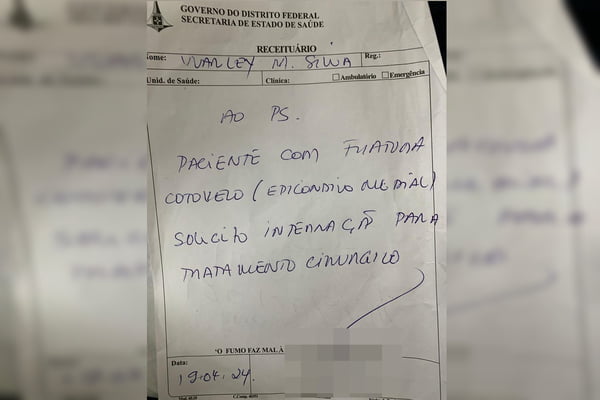 GOVERNO DO DISTRITO FEDERAL
SECRETARIA DE ESTADO DE SAÚDE
RECEITUÁRIO
Nome: WARLEY M. SILVA Reg.:
Unid. de Saúde: Clínica: Ambulatório Emergência
AO PS.
PACIENTE COM FRATURA
COTOVELO (EPICONDILO MEDIAL)
SOLICITO INTERNAÇÃO PARA
TRATAMENTO CIRURGICO
"O FUMO FAZ MAL À
Data:
19.04.24.